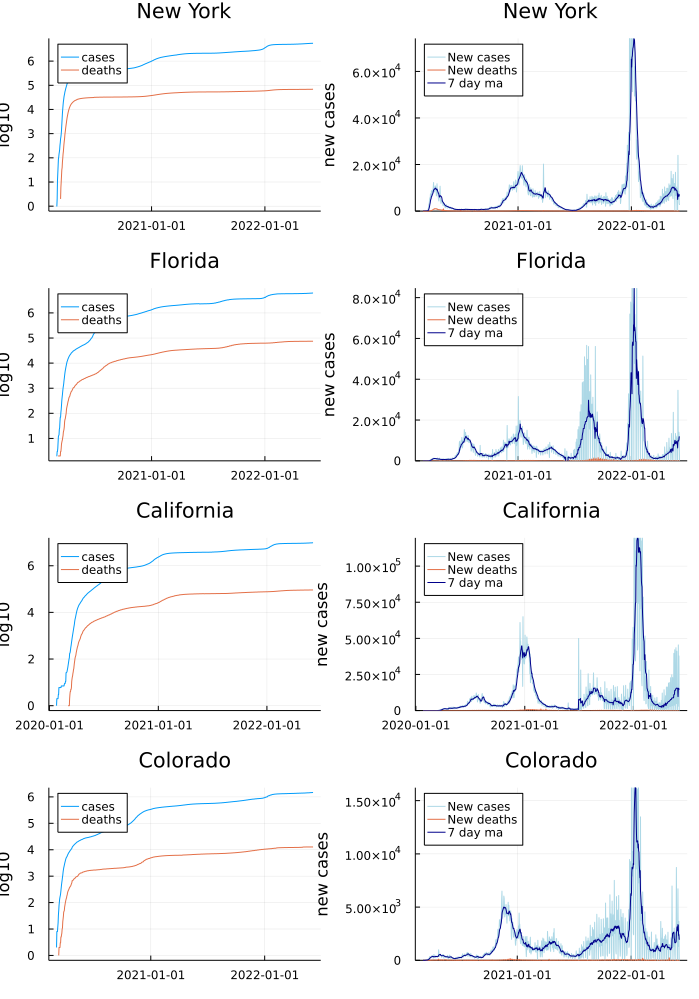 New York
New York
log10
6
5
4
3
2
1
0
cases
deaths
2021-01-01
2022-01-01
new cases
6.0×10⁴
4.0×10⁴
2.0×10⁴
0
New cases
New deaths
7 day ma
2021-01-01
2022-01-01
Florida
Florida
log10
6
5
4
3
2
1
cases
deaths
2021-01-01
2022-01-01
new cases
8.0×10⁴
6.0×10⁴
4.0×10⁴
2.0×10⁴
0
New cases
New deaths
7 day ma
2021-01-01
2022-01-01
California
California
log10
6
4
2
0
cases
deaths
2020-01-01
2021-01-01
2022-01-01
new cases
1.00×10⁵
7.50×10⁴
5.00×10⁴
2.50×10⁴
0
New cases
New deaths
7 day ma
2020-01-01
2021-01-01
2022-01-01
Colorado
Colorado
log10
6
5
4
3
2
1
0
cases
deaths
2021-01-01
2022-01-01
new cases
1.50×10⁴
1.00×10⁴
5.00×10³
0
New cases
New deaths
7 day ma
2021-01-01
2022-01-01